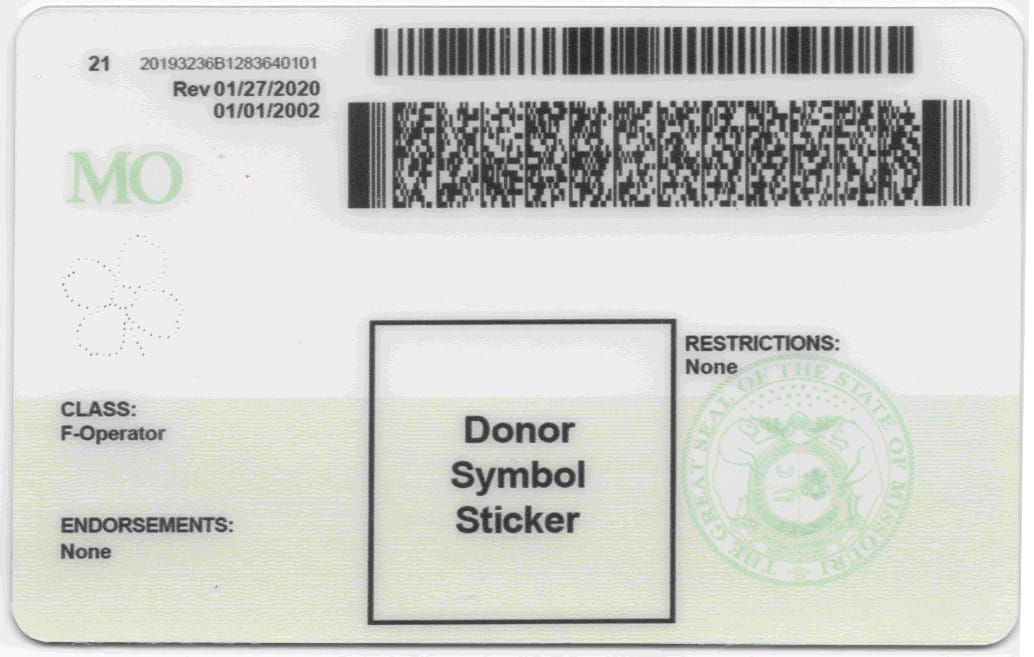 21 20193236B1283640101
Rev 01/27/2020
01/01/2002
MO
RESTRICTIONS:
None
CLASS:
F-Operator
Donor
Symbol
Sticker
ENDORSEMENTS:
None
THE GREAT SEAL OF THE STATE OF MISSOURI